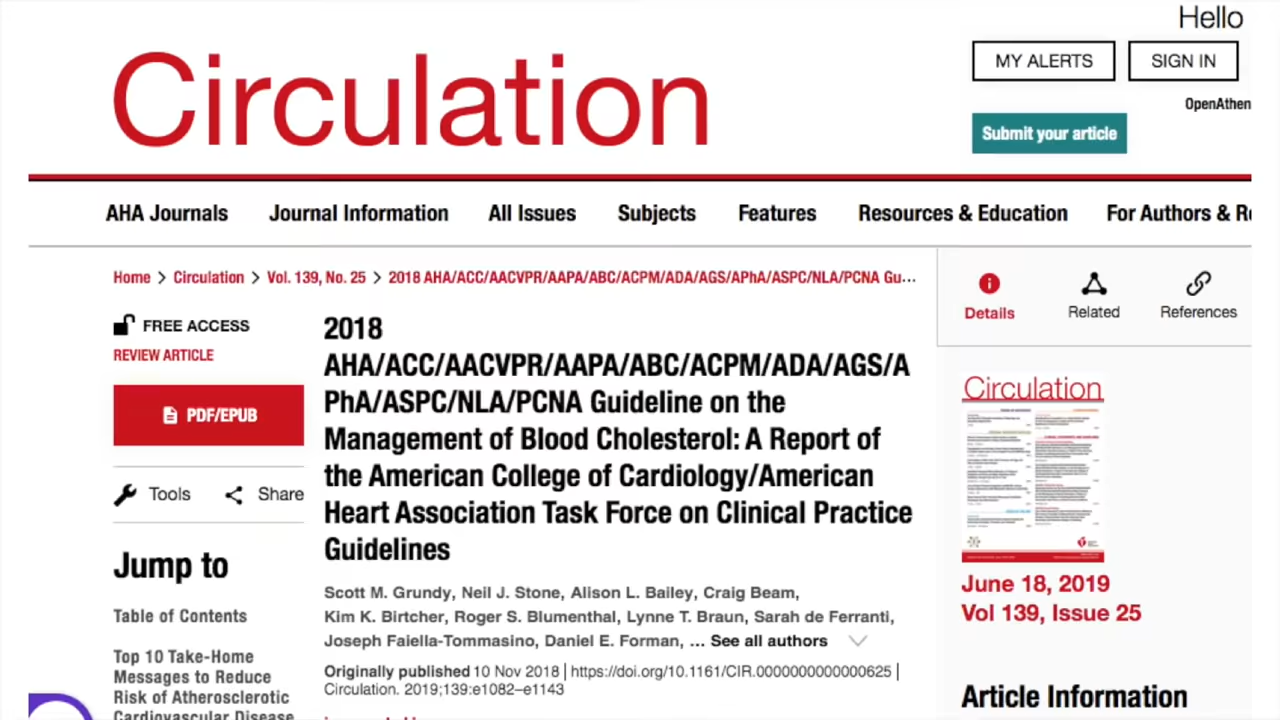 Hello
Circulation
MY ALERTS
SIGN IN
OpenAthen
Submit your article
AHA Journals
Journal Information
All Issues
Subjects
Features
Resources & Education
For Authors & Re
Home > Circulation > Vol. 139, No. 25 > 2018 AHA/ACC/AACVPR/AAPA/ABC/ACPM/ADA/AGS/APhA/ASPC/NLA/PCNA Gu...
FREE ACCESS
REVIEW ARTICLE
PDF/EPUB
Tools
Share
Jump to
Table of Contents
Top 10 Take-Home
Messages to Reduce
Risk of Atherosclerotic
Cardiovascular Disease
2018
AHA/ACC/AACVPR/AAPA/ABC/ACPM/ADA/AGS/A
PhA/ASPC/NLA/PCNA Guideline on the
Management of Blood Cholesterol: A Report of
the American College of Cardiology/American
Hert Association Task Force on Clinical Practice
Guidelines
Scott M. Grundy, Neil J. Stone, Alison L. Bailey, Craig Beam,
Kim K. Birtcher, Roger S. Blumenthal, Lynne T. Braun, Sarah de Ferranti,
Joseph Faiella-Tommasino, Daniel E. Forman, ... See all authors
Originally published 10 Nov 2018 | https://doi.org/10.1161/CIR.0000000000000625 |
Circulation. 2019;139:e1082–e1143
Details
Related
References
Circulation
June 18, 2019
Vol 139, Issue 25
Article Information